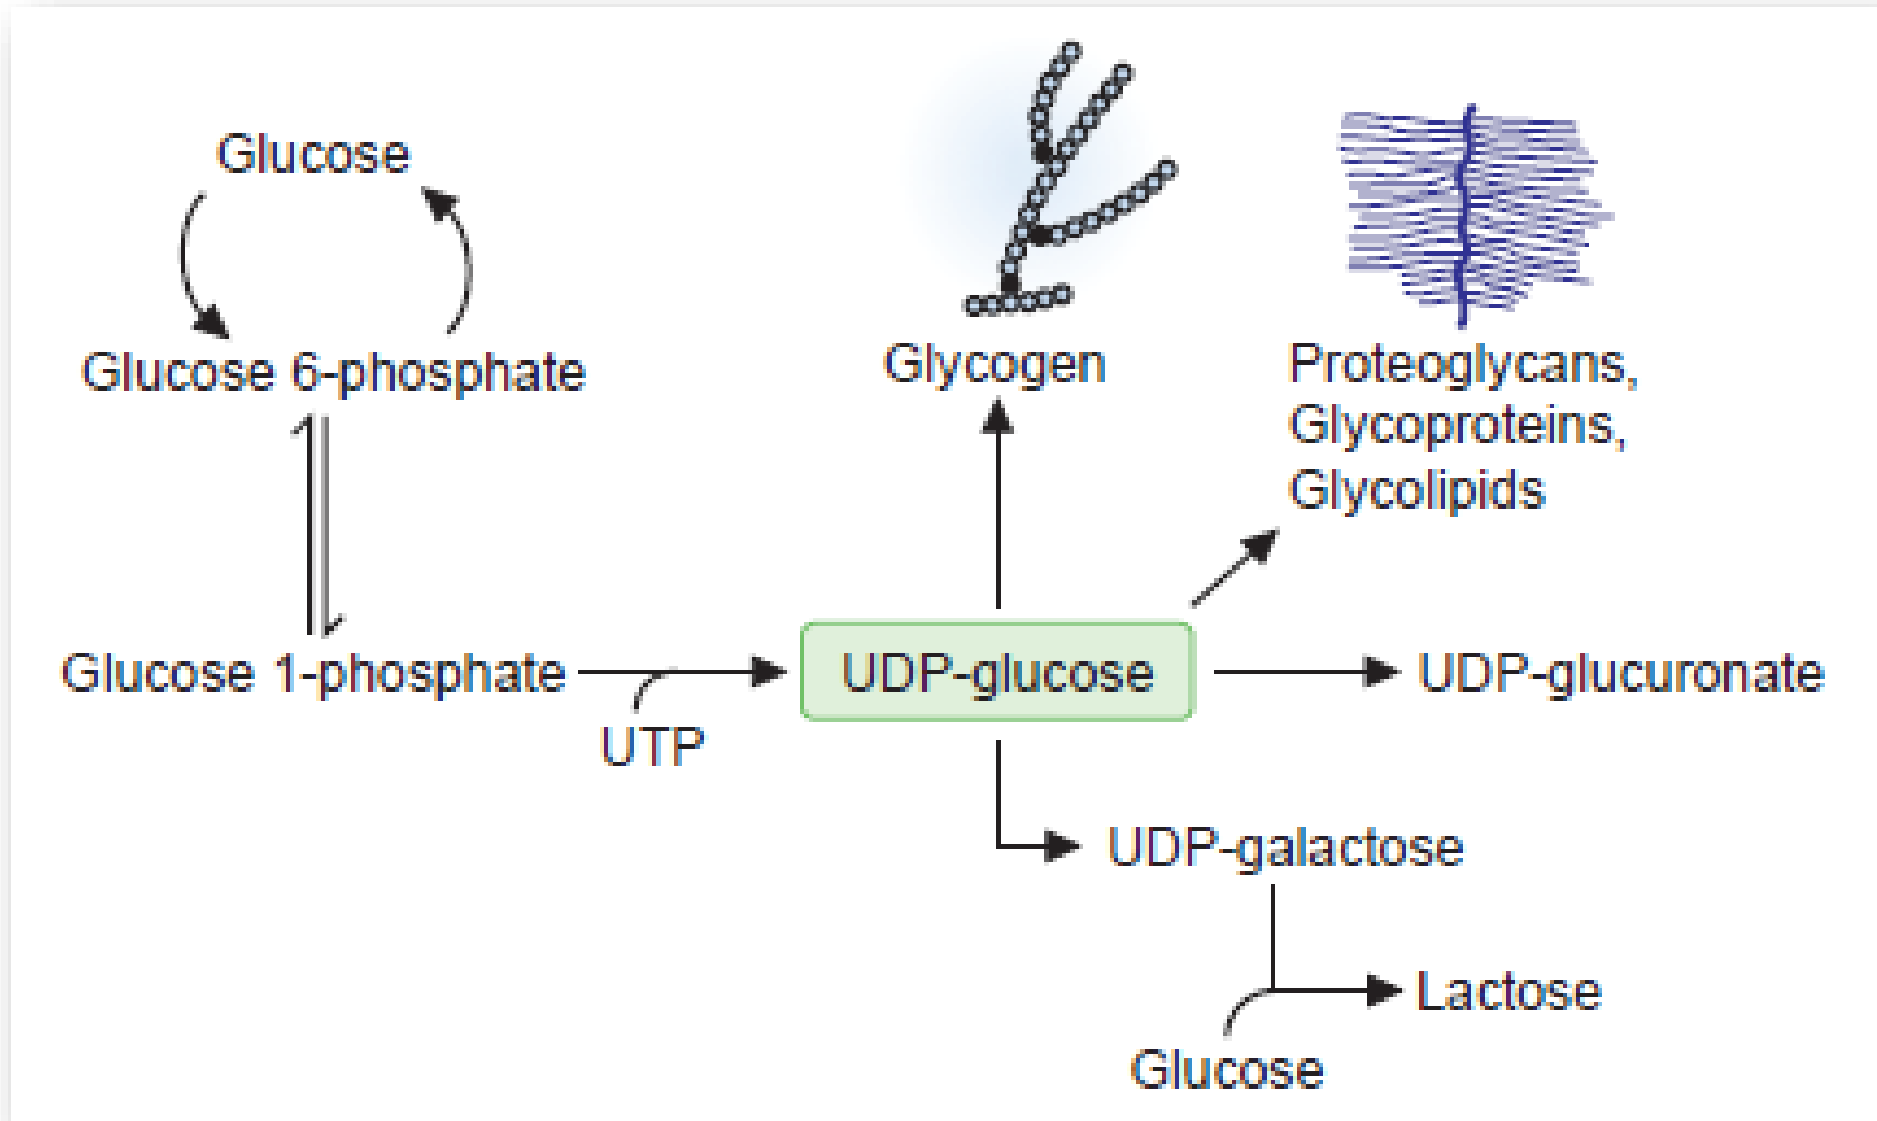 Glucose
Glucose 6-phosphate
Glucose 1-phosphate
UTP
UDP-glucose
Glycogen
Proteoglycans,
Glycoproteins,
Glycolipids
UDP-glucuronate
UDP-galactose
Lactose
Glucose